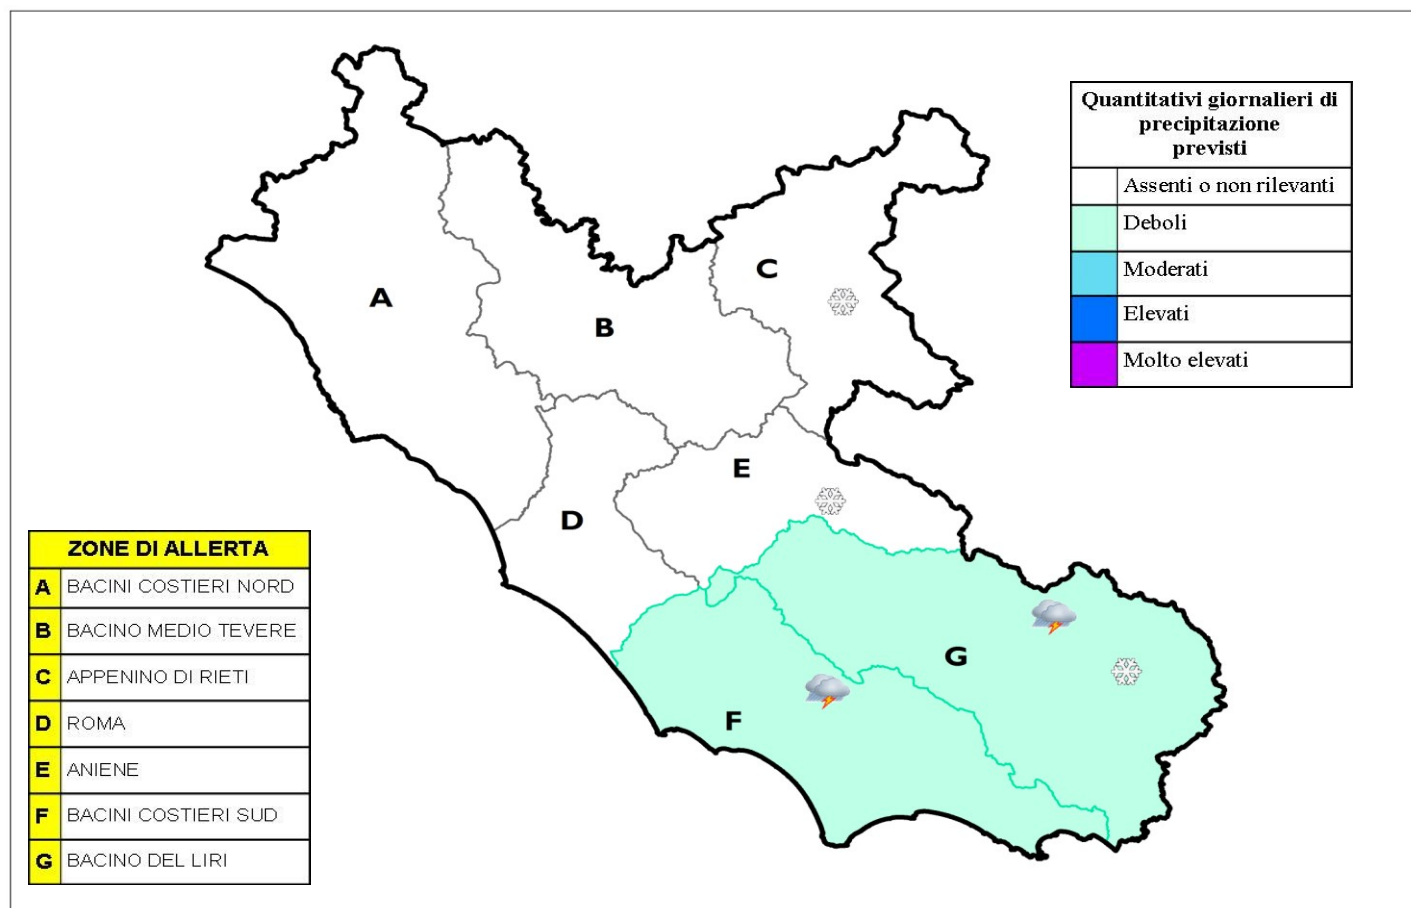 Quantitativi giornalieri di
precipitazione
previsti
Assenti o non rilevanti
Deboli
Moderati
Elevati
Molto elevati
A
B
C
D
E
F
G
ZONE DI ALLERTA
A BACINI COSTIERI NORD
B BACINO MEDIO TEVERE
C APPENINO DI RIETI
D ROMA
E ANIENE
F BACINI COSTIERI SUD
G BACINO DEL LIRI